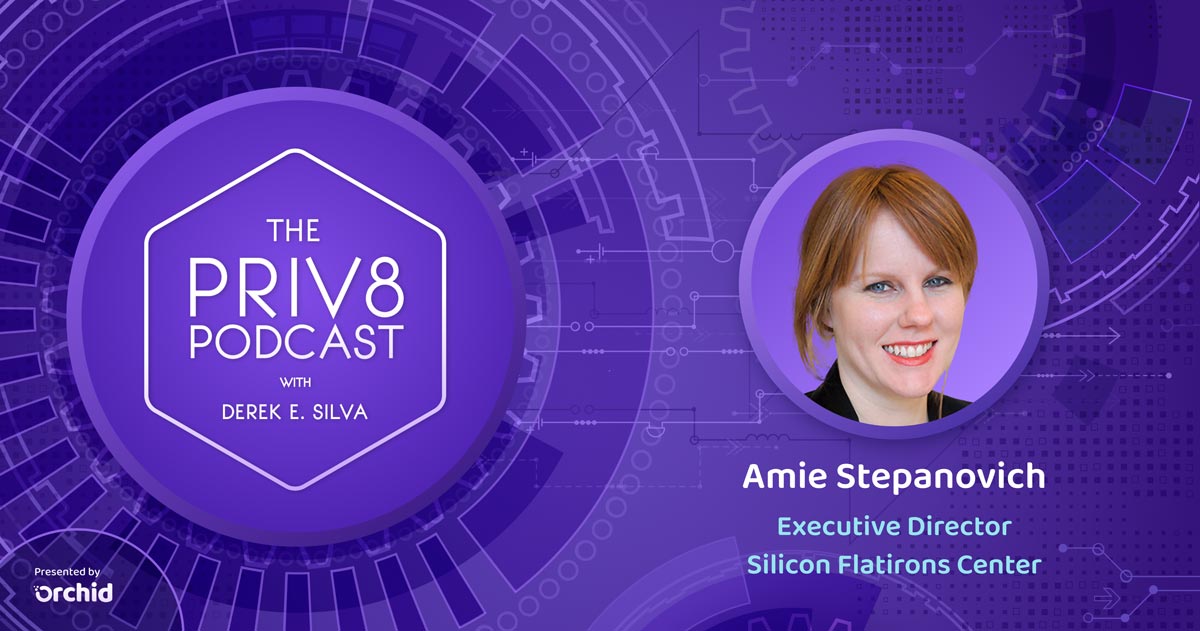 THE
PRIV8
PODCAST
WITH
DEREK E. SILVA
Amie Stepanovich
Executive Director
Silicon Flatirons Center
Presented by
Orchid